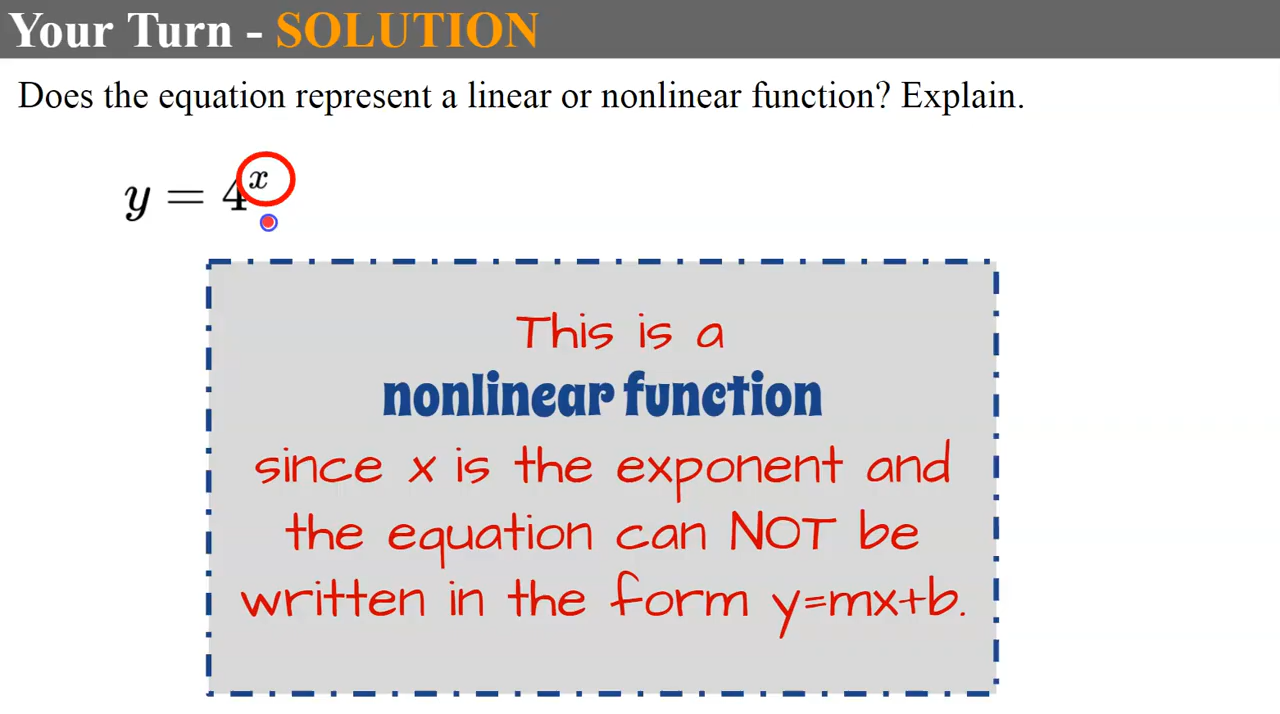 Your Turn - SOLUTION
Does the equation represent a linear or nonlinear function? Explain.
y = 4ˣ
This is a
nonlinear function
since x is the exponent and
the equation can NOT be
written in the form y=mx+b.